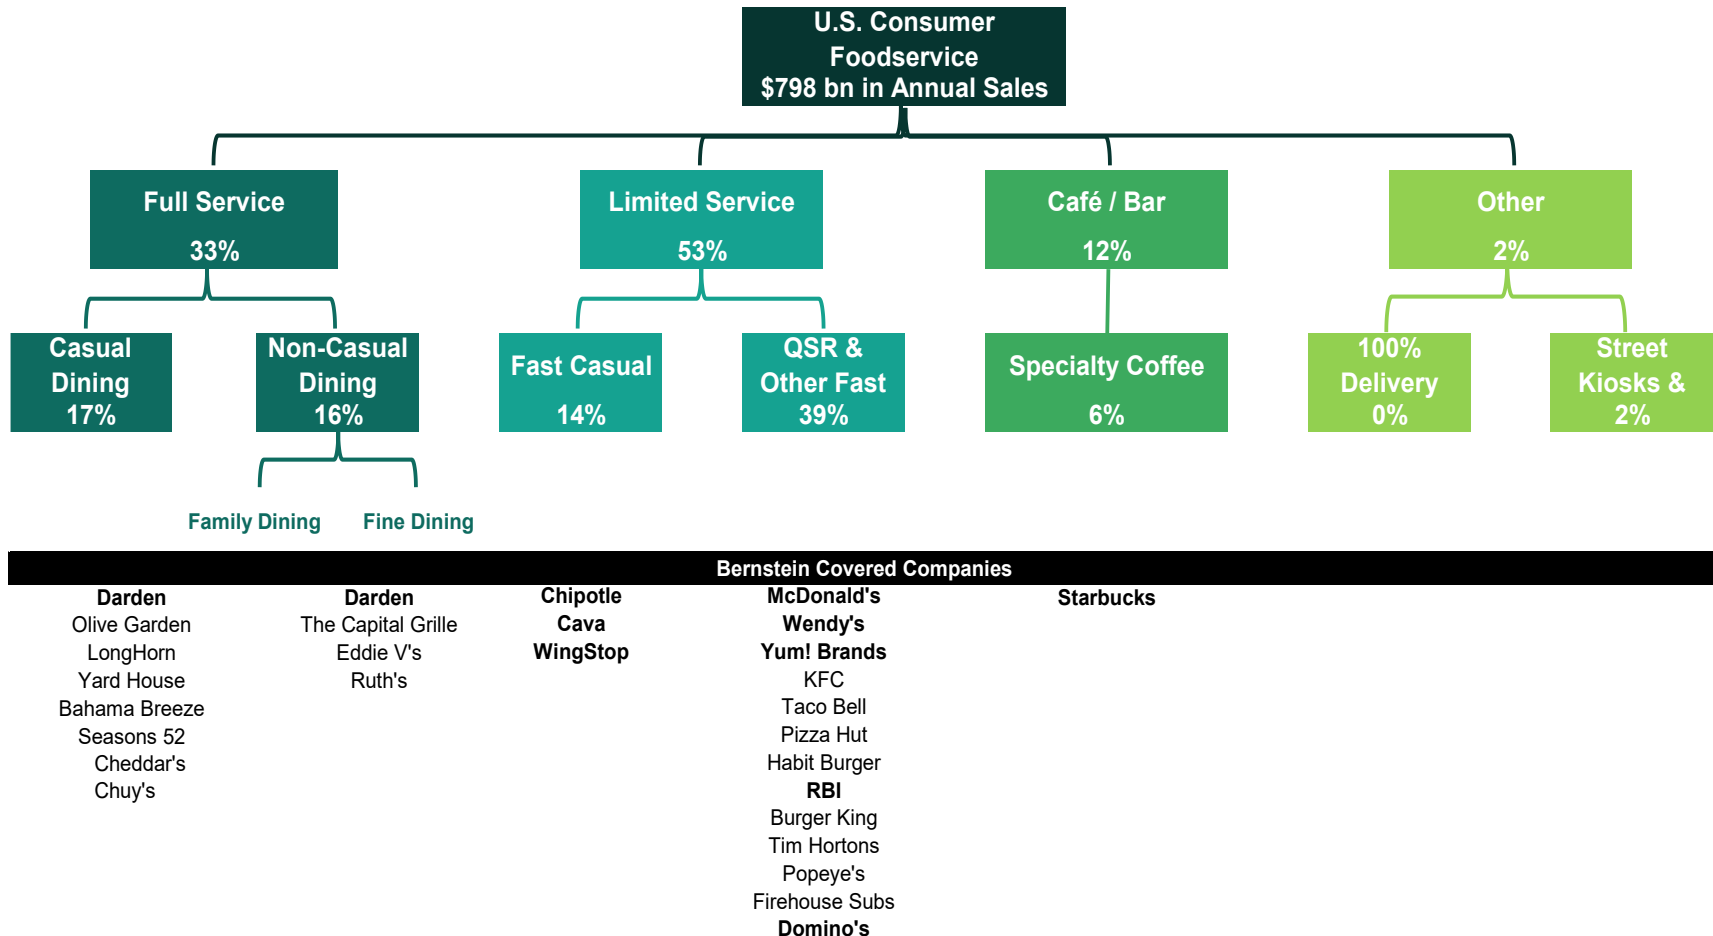 U.S. Consumer
Foodservice
$798 bn in Annual Sales
Full Service
33%
Limited Service
53%
Café / Bar
12%
Other
2%
Casual
Dining
17%
Non-Casual
Dining
16%
Fast Casual
14%
QSR &
Other Fast
39%
Specialty Coffee
6%
100%
Delivery
0%
Street
Kiosks &
2%
Family Dining
Fine Dining
Bernstein Covered Companies
Darden
Olive Garden
LongHorn
Yard House
Bahama Breeze
Seasons 52
Cheddar's
Chuy's
Darden
The Capital Grille
Eddie V's
Ruth's
Chipotle
Cava
WingStop
McDonald's
Wendy's
Yum! Brands
KFC
Taco Bell
Pizza Hut
Habit Burger
RBI
Burger King
Tim Hortons
Popeye's
Firehouse Subs
Domino's
Starbucks